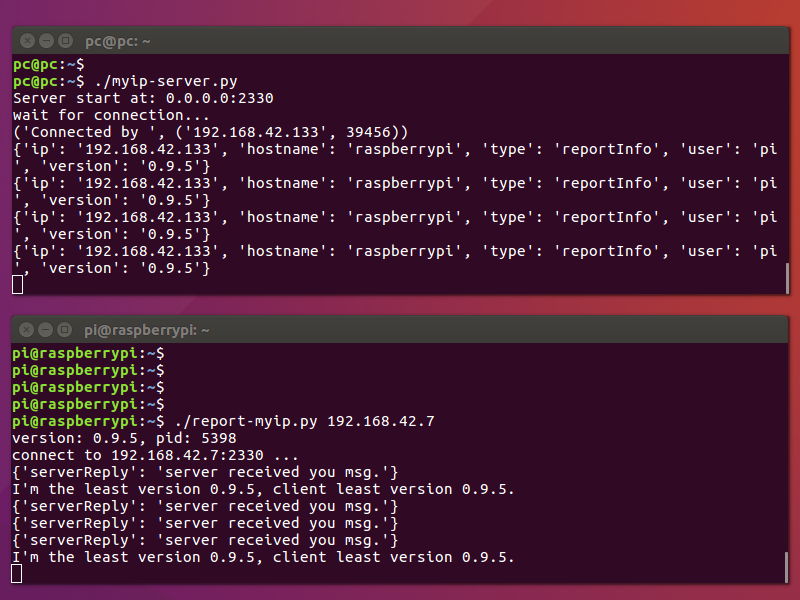 pc@pc: ~
pc@pc:~$
pc@pc:~$ ./myip-server.py
Server start at: 0.0.0.0:2330
wait for connection...
('Connected by ', ('192.168.42.133', 39456))
{'ip': '192.168.42.133', 'hostname': 'raspberrypi', 'type': 'reportInfo', 'user': 'pi
', 'version': '0.9.5'}
{'ip': '192.168.42.133', 'hostname': 'raspberrypi', 'type': 'reportInfo', 'user': 'pi
', 'version': '0.9.5'}
{'ip': '192.168.42.133', 'hostname': 'raspberrypi', 'type': 'reportInfo', 'user': 'pi
', 'version': '0.9.5'}
{'ip': '192.168.42.133', 'hostname': 'raspberrypi', 'type': 'reportInfo', 'user': 'pi
', 'version': '0.9.5'}
pi@raspberrypi: ~
pi@raspberrypi:~$
pi@raspberrypi:~$
pi@raspberrypi:~$
pi@raspberrypi:~$
pi@raspberrypi:~$ ./report-myip.py 192.168.42.7
version: 0.9.5, pid: 5398
connect to 192.168.42.7:2330 ...
{'serverReply': 'server received you msg.'}
I'm the least version 0.9.5, client least version 0.9.5.
{'serverReply': 'server received you msg.'}
{'serverReply': 'server received you msg.'}
{'serverReply': 'server received you msg.'}
I'm the least version 0.9.5, client least version 0.9.5.